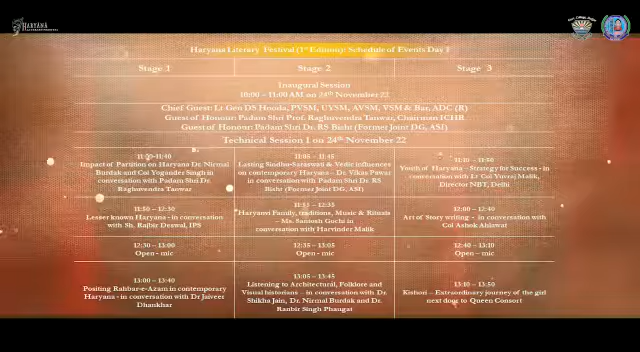 HARYANA
Haryana Literary Festival (1st Edition): Schedule of Events Day 1
Stage 1
Stage 2
Stage 3
Inaugural Session
10:00 – 11:00 AM on 24th November 22
Chief Guest: Lt Gen DS Hooda, PVSM, UYSM, AVSM, VSM & Bar, ADC (R)
Guest of Honour: Padam Shri Prof. Raghuvendra Tanwar, Chairman ICHR
Guest of Honour: Padam Shri Dr. RS Bisht (Former Joint DG, ASI)
Technical Session 1 on 24th November 22
11:00-11:40
Impact of Partition on Haryana Dr. Nirmal
Burdak and Col Yogander Singh in
conversation with Padam Shri Dr.
Raghuvendra Tanwar
11:05 – 11:45
Lasting Sindhu-Saraswati & Vedic influences
on contemporary Haryana – Dr. Vikas Pawar
in conversation with Padam Shri Dr. RS
Bisht (Former Joint DG, ASI)
11:10 – 11:50
Youth of Haryana – Strategy for Success - in
conversation with Lt Col Yuvraj Malik,
Director NBT, Delhi
11:50 – 12:30
Lesser known Haryana - in conversation
with Sh. Rajbir Deswal, IPS
11:55 – 12:35
Haryanvi Family, traditions, Music & Rituals
– Ms. Santosh Guchi in
conversation with Harvinder Malik
12:00 – 12:40
Art of Story writing - in conversation with
Col Ashok Ahlawat
12:30 – 13:00
Open - mic
12:35 – 13:05
Open - mic
12:40 – 13:10
Open – mic
13:00 – 13:40
Positing Rahbar-e-Azam in contemporary
Haryana - in conversation with Dr Jaiveer
Dhankhar
13:05 – 13:45
Listening to Architectural, Folklore and
Visual historians – in conversation with Dr.
Shikha Jain, Dr. Nirmal Burdak and Dr.
Ranbir Singh Phaugat
13:10 – 13:50
Kishori – Extraordinary journey of the girl
next door to Queen Consort